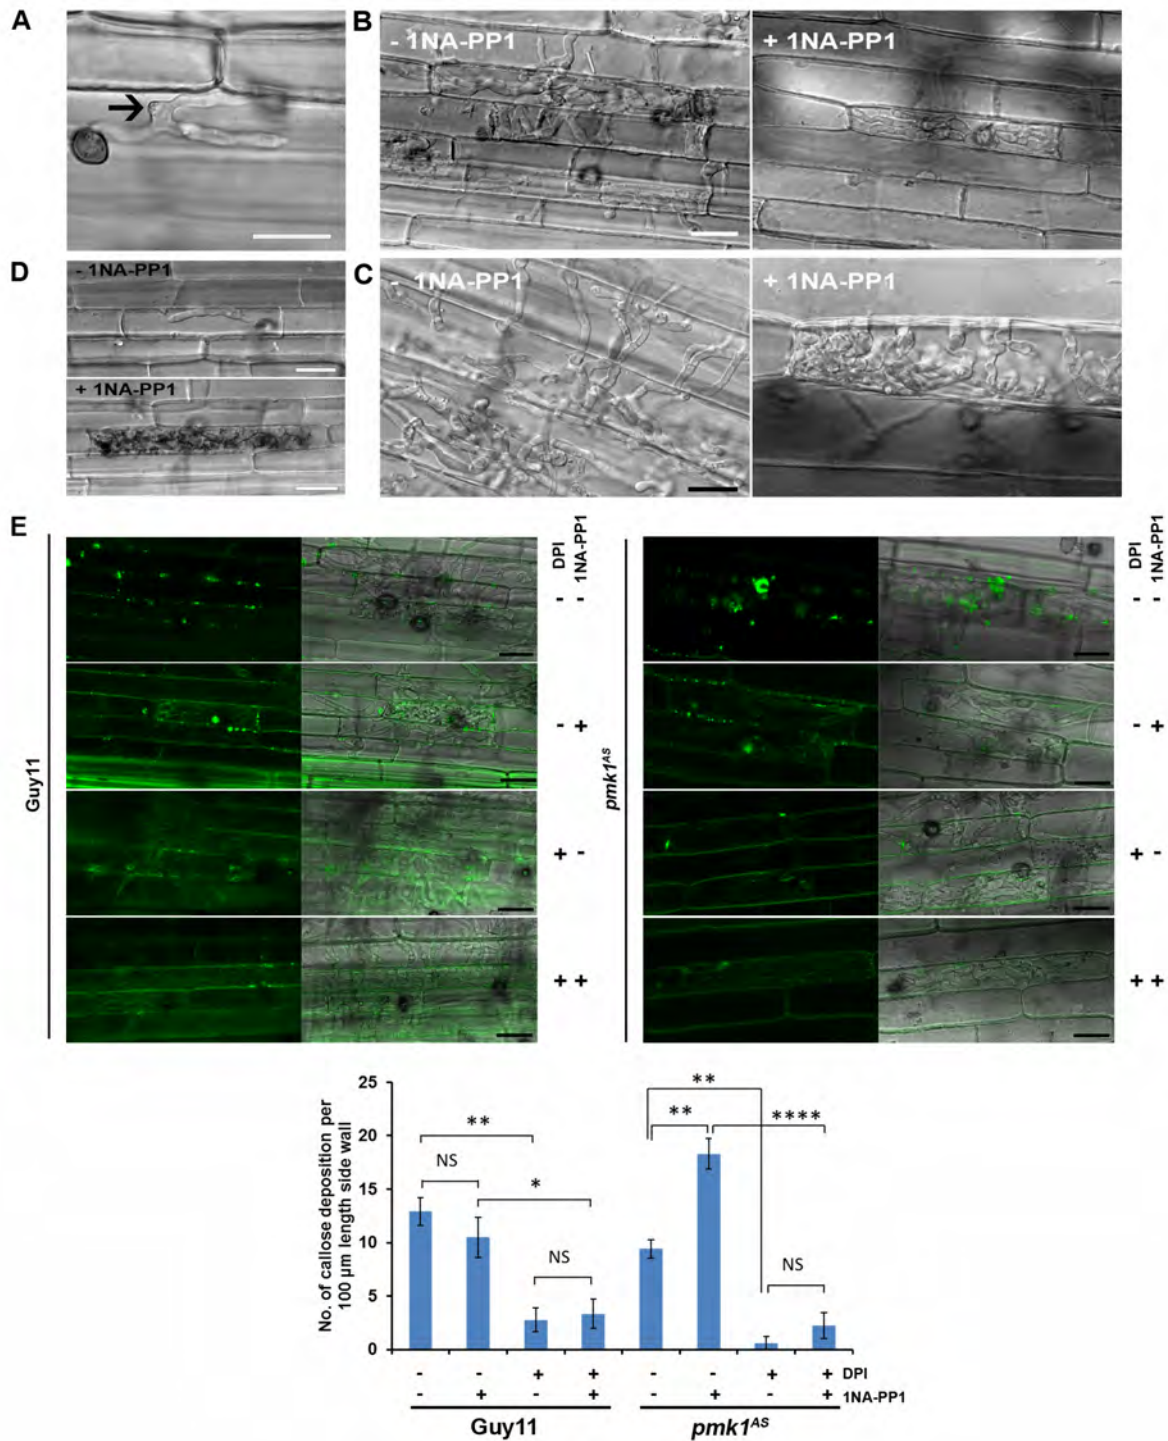 A
B
- 1NA-PP1
+ 1NA-PP1
D
- 1NA-PP1
+ 1NA-PP1
C
- 1NA-PP1
+ 1NA-PP1
E
DPI
1NA-PP1
DPI
1NA-PP1
Guy11
- -
- +
+ -
+ +
pmk1AS
- -
- +
+ -
+ +
No. of callose deposition per
100 µm length side wall
25
20
15
10
5
0
**
NS
*
NS
**
**
****
NS
- - + + - - + + DPI
- + - + - + - + 1NA-PP1
Guy11 pmk1AS